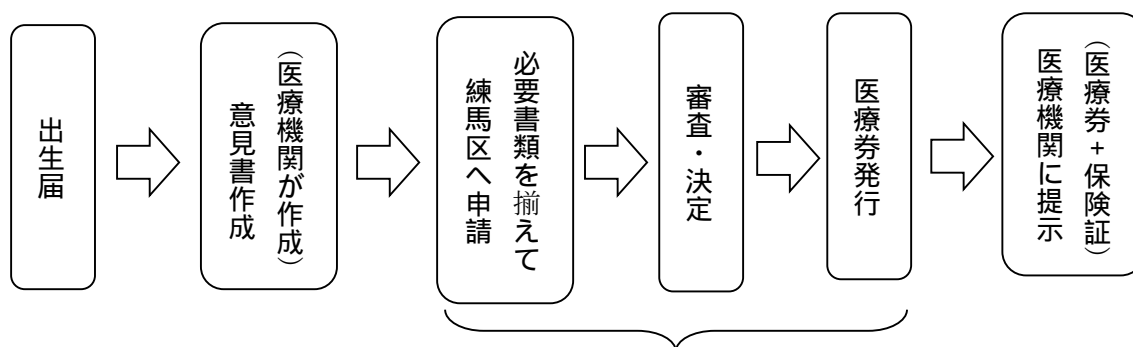 出生届
(医療機関が作成)
意見書作成
必要書類を揃えて
練馬区へ申請
審査・決定
医療券発行
(医療券+保険証)
医療機関に提示